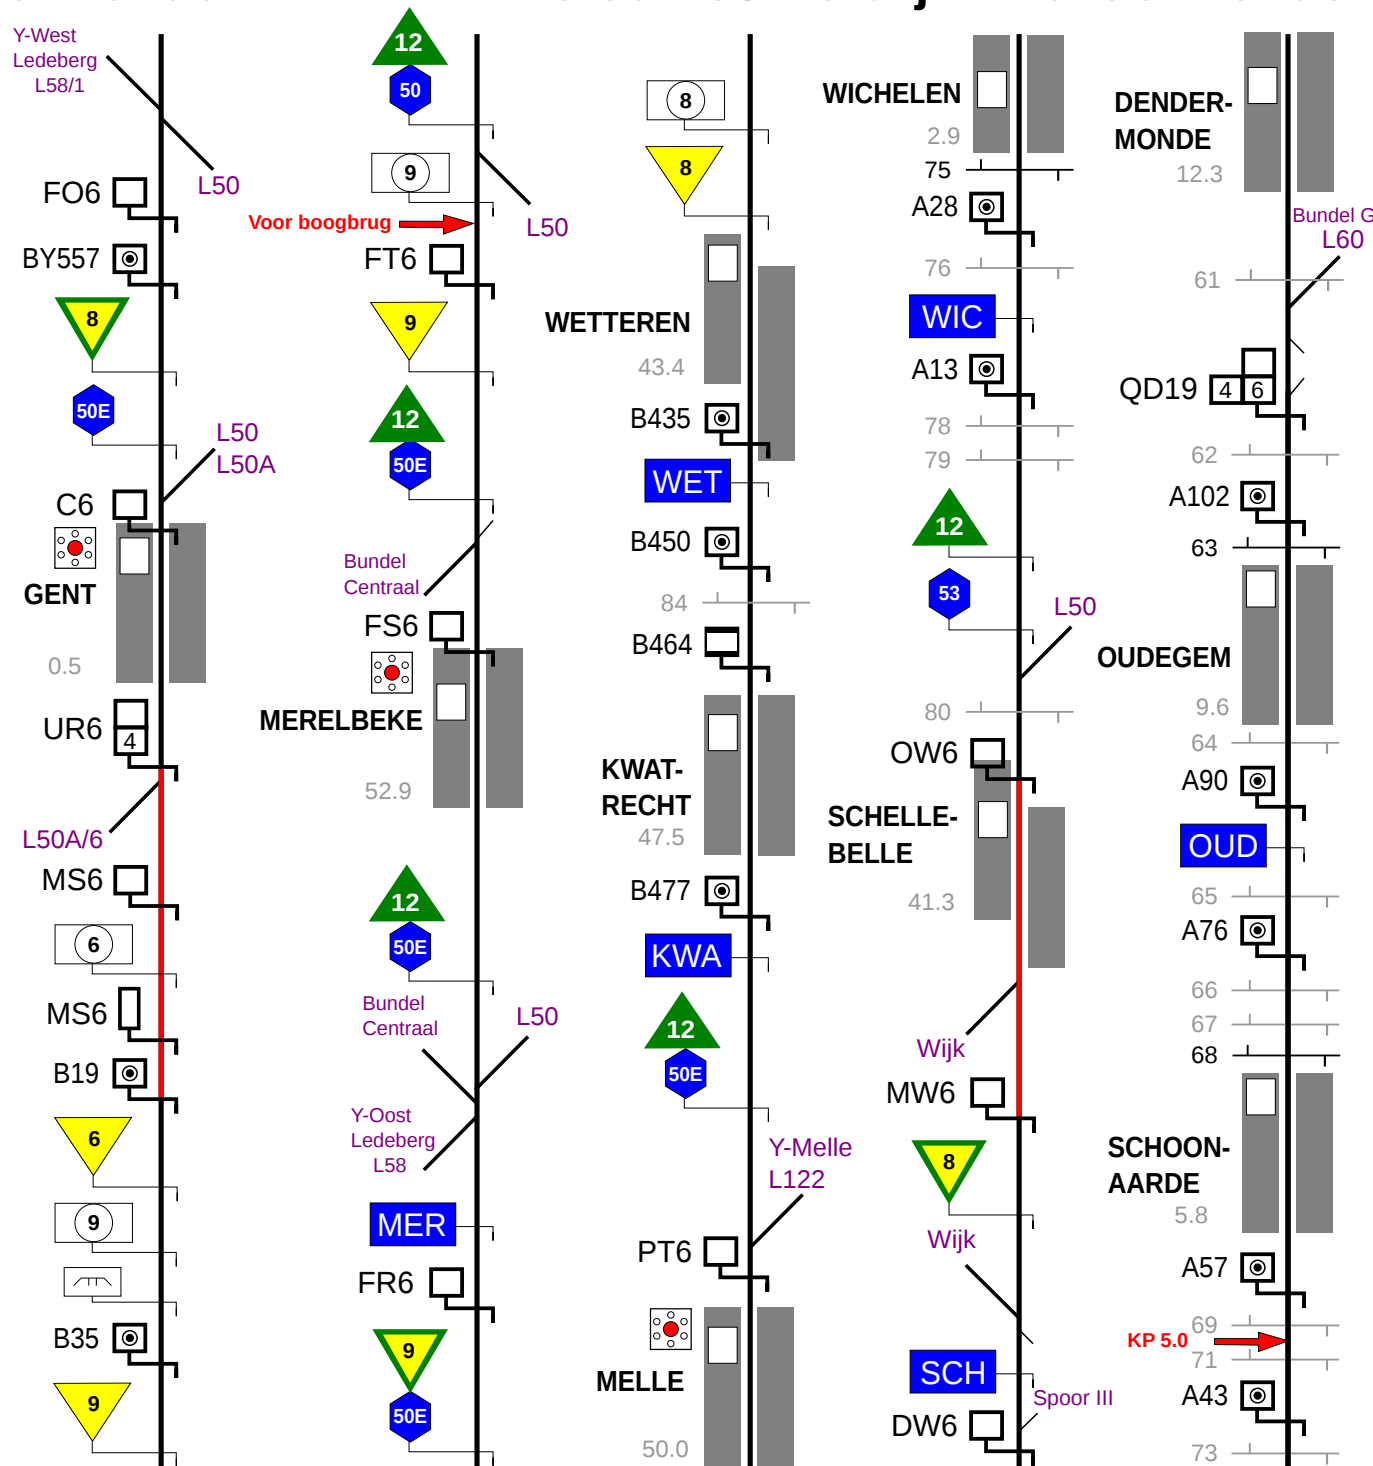 Y-West
Ledeberg
L58/1
L50
FO6
BY557
8
50E
L50
L50A
C6
GENT
0.5
UR6
4
L50A/6
MS6
6
MS6
B19
6
9
B35
9
12
50
9
L50
Voor boogbrug
FT6
9
12
50E
Bundel
Centraal
FS6
MERELBEKE
52.9
12
50E
Bundel
Centraal
L50
Y-Oost
Ledeberg
L58
MER
FR6
9
50E
8
8
WETTEREN
43.4
B435
WET
B450
84
B464
KWAT-
RECHT
47.5
B477
KWA
12
50E
Y-Melle
L122
PT6
MELLE
50.0
WICHELEN
2.9
75
A28
76
WIC
A13
78
79
12
53
L50
80
OW6
SCHELLE-
BELLE
41.3
Wijk
MW6
8
Wijk
SCH
Spoor III
DW6
DENDER-
MONDE
12.3
Bundel G
L60
61
QD19
4 6
62
A102
63
OUDEGEM
9.6
64
A90
OUD
65
A76
66
67
68
SCHOON-
AARDE
5.8
A57
69
KP 5.0
71
A43
73